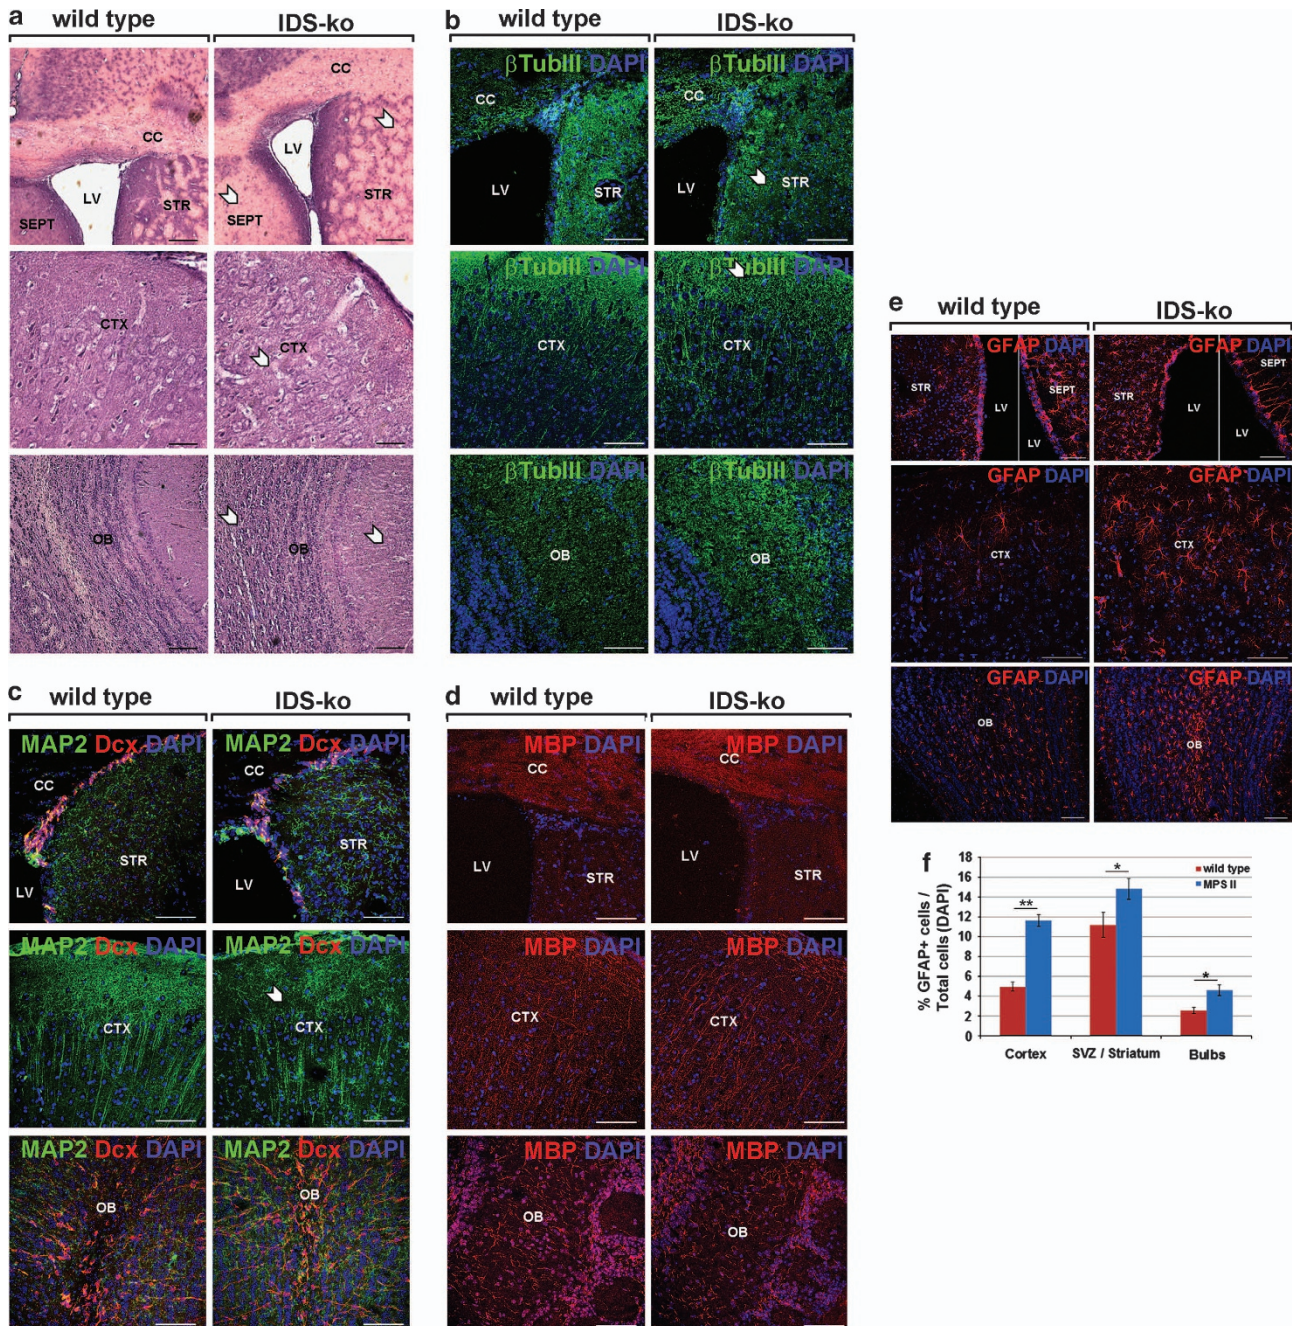 a wild type IDS-ko
CC CC
LV LV
SEPT STR SEPT STR
CTX CTX
OB OB
b wild type IDS-ko
βTubIII DAPI βTubIII DAPI
CC CC
LV STR LV STR
βTubIII DAPI βTubIII DAPI
CTX CTX
βTubIII DAPI βTubIII DAPI
OB OB
c wild type IDS-ko
MAP2 Dcx DAPI MAP2 Dcx DAPI
CC CC
STR STR
LV LV
MAP2 Dcx DAPI MAP2 Dcx DAPI
CTX CTX
MAP2 Dcx DAPI MAP2 Dcx DAPI
OB OB
d wild type IDS-ko
MBP DAPI MBP DAPI
CC CC
LV STR LV STR
MBP DAPI MBP DAPI
CTX CTX
MBP DAPI MBP DAPI
OB OB
e wild type IDS-ko
GFAP DAPI GFAP DAPI
STR LV SEPT LV STR LV SEPT LV
GFAP DAPI GFAP DAPI
CTX CTX
GFAP DAPI GFAP DAPI
OB OB
f
% GFAP+ cells /
Total cells (DAPI)
18
16
14
12
10
8
6
4
2
0
wild type
MPS II
** * *
Cortex SVZ / Striatum Bulbs